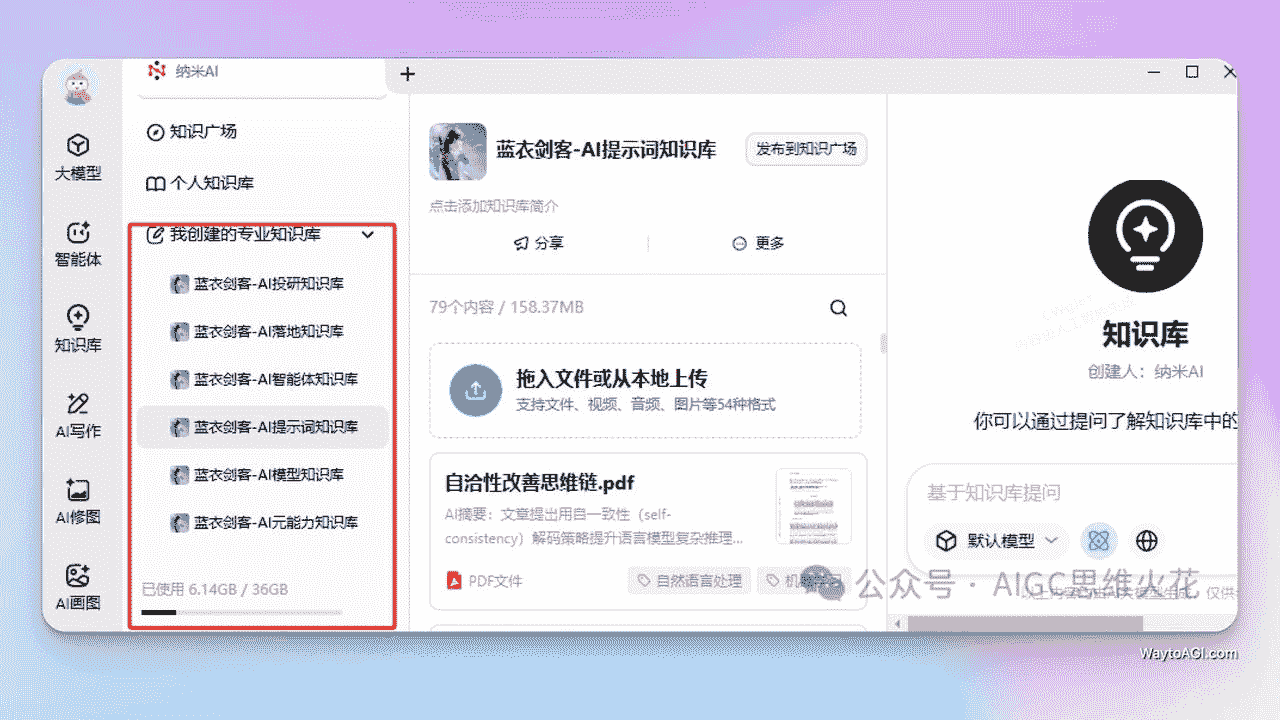 纳米AI
大模型
智能体
知识库
AI写作
AI修图
AI画图
知识广场
个人知识库
我创建的专业知识库
蓝衣剑客-AI投研知识库
蓝衣剑客-AI落地知识库
蓝衣剑客-AI智能体知识库
蓝衣剑客-AI提示词知识库
蓝衣剑客-AI模型知识库
蓝衣剑客-AI元能力知识库
已使用 6.14GB / 36GB
蓝衣剑客-AI提示词知识库
发布到知识广场
点击添加知识库简介
分享
更多
79个内容 / 158.37MB
拖入文件或从本地上传
支持文件、视频、音频、图片等54种格式
自洽性改善思维链.pdf
AI摘要：文章提出用自一致性（self-
consistency）解码策略提升语言模型复杂推理...
PDF文件
自然语言处理
知识库
创建人：纳米AI
你可以通过提问了解知识库中的
基于知识库提问
默认模型
公众号 · AIGC思维火花
WaytoAGI.com